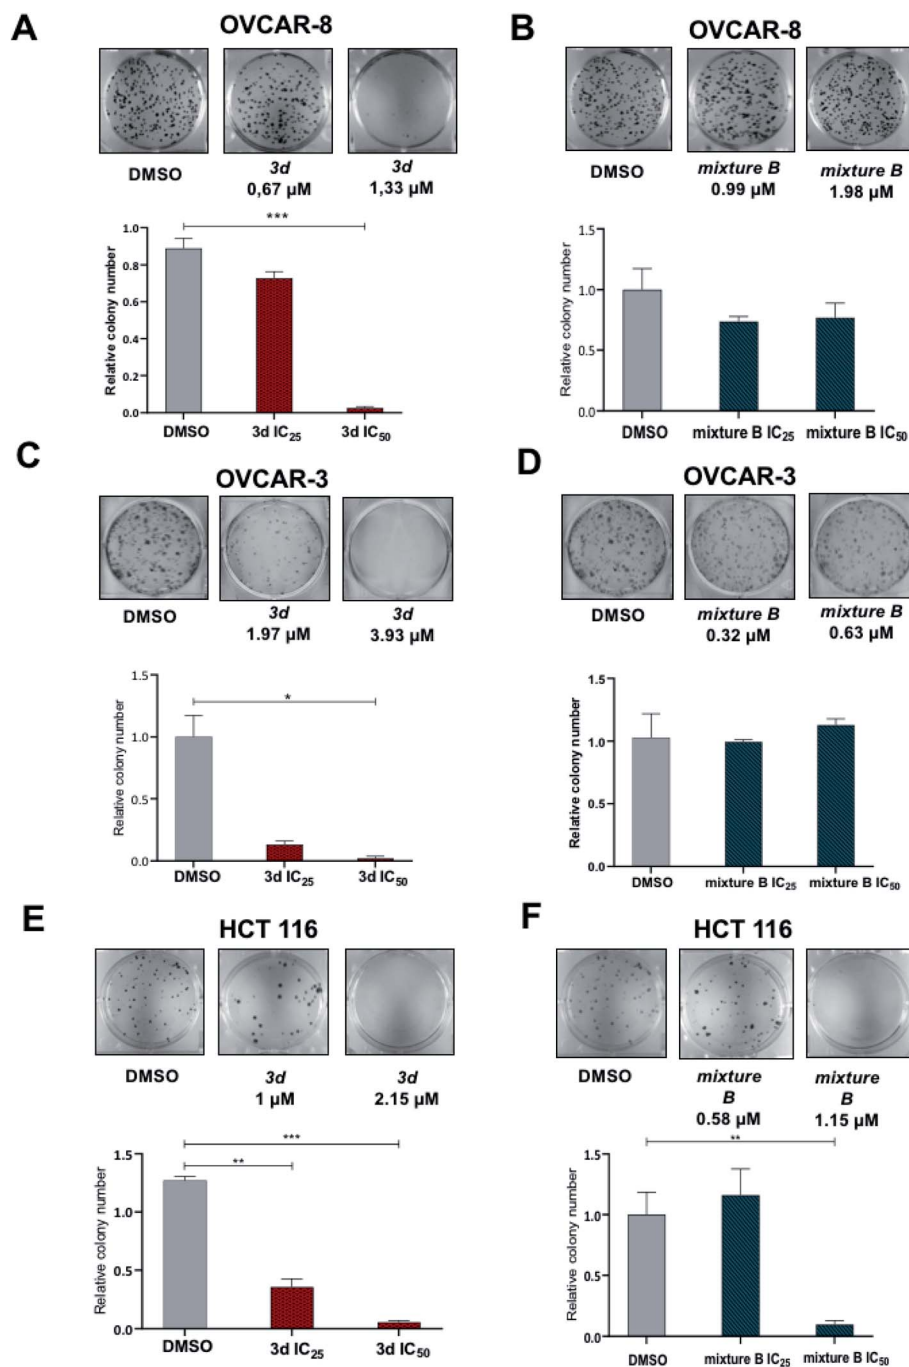 A
OVCAR-8
DMSO
3d
0,67 µM
3d
1,33 µM
***
Relative colony number
1.0
0.8
0.6
0.4
0.2
0.0
DMSO
3d IC25
3d IC50
B
OVCAR-8
DMSO
mixture B
0.99 µM
mixture B
1.98 µM
Relative colony number
1.5
1.0
0.5
0.0
DMSO
mixture B IC25
mixture B IC50
C
OVCAR-3
DMSO
3d
1.97 µM
3d
3.93 µM
*
Relative colony number
1.5
1.0
0.5
0.0
DMSO
3d IC25
3d IC50
D
OVCAR-3
DMSO
mixture B
0.32 µM
mixture B
0.63 µM
Relative colony number
1.5
1.0
0.5
0.0
DMSO
mixture B IC25
mixture B IC50
E
HCT 116
DMSO
3d
1 µM
3d
2.15 µM
***
**
Relative colony number
1.5
1.0
0.5
0.0
DMSO
3d IC25
3d IC50
F
HCT 116
DMSO
mixture
B
0.58 µM
mixture
B
1.15 µM
**
Relative colony number
1.5
1.0
0.5
0.0
DMSO
mixture B IC25
mixture B IC50